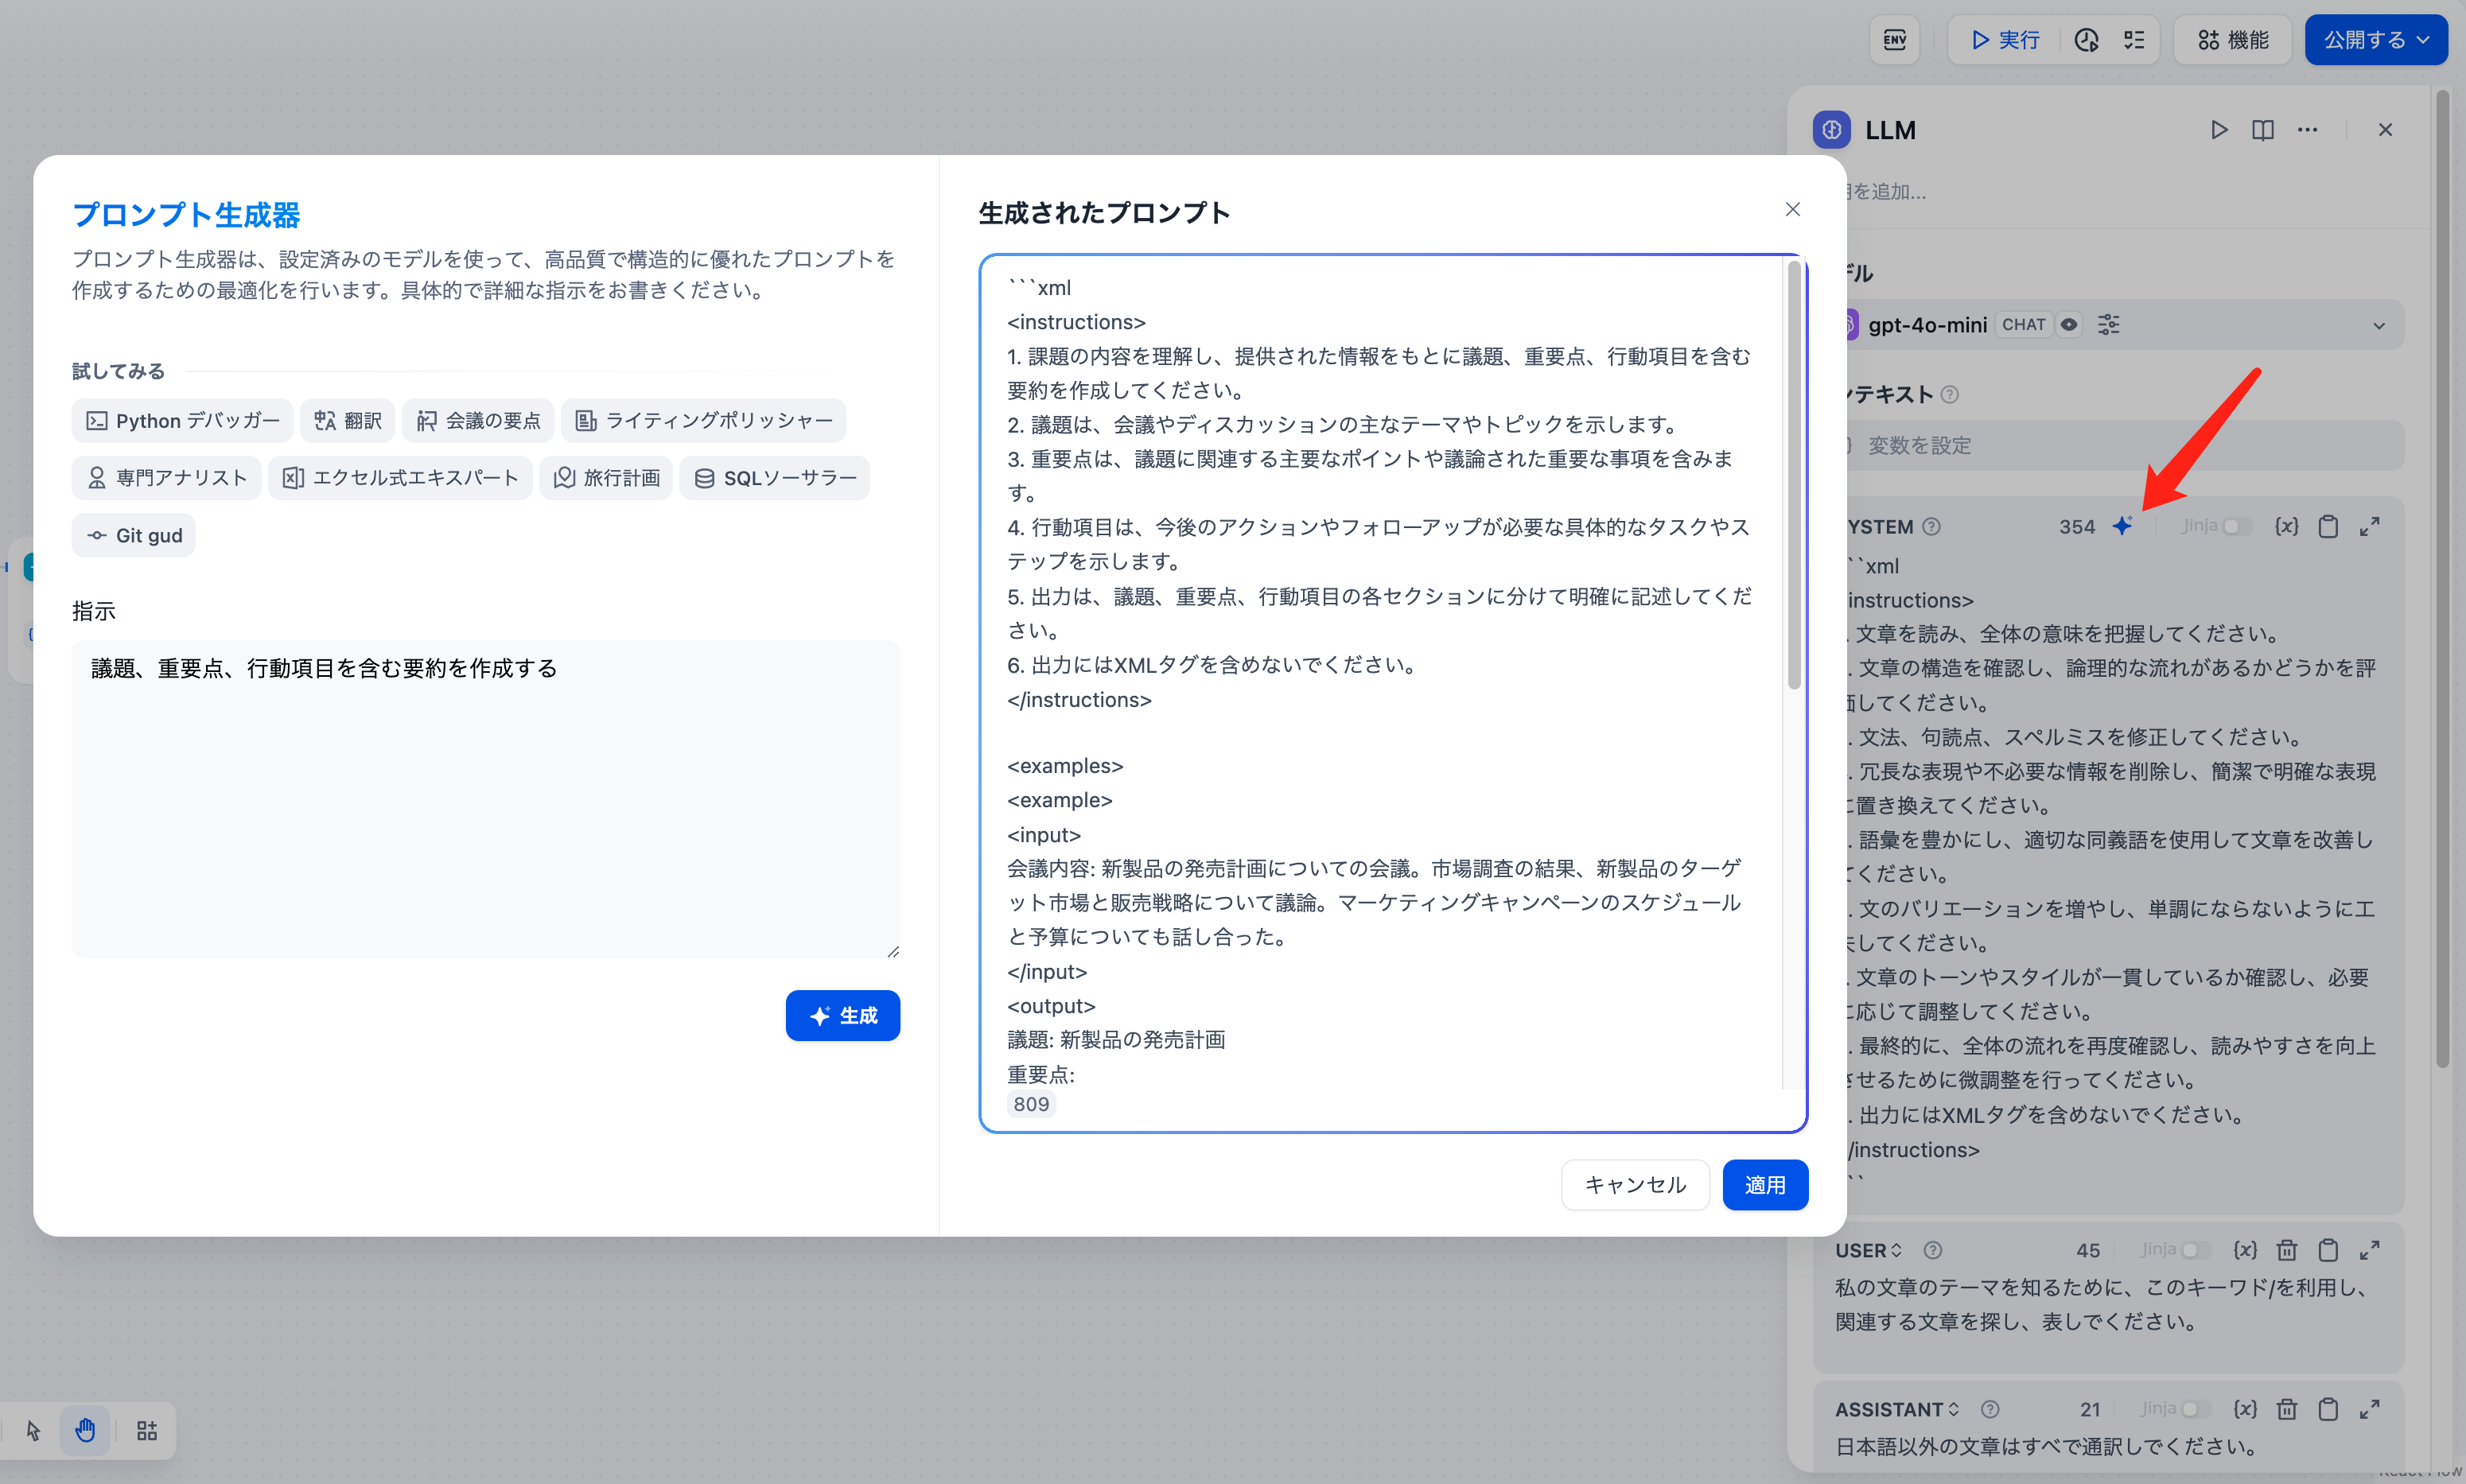 ENV
実行
機能
公開する
LLM
を追加...
プロンプト生成器
プロンプト生成器は、設定済みのモデルを使って、高品質で構造的に優れたプロンプトを
作成するための最適化を行います。具体的で詳細な指示をお書きください。
試してみる
Python デバッガー
翻訳
会議の要点
ライティングポリッシャー
専門アナリスト
エクセル式エキスパート
旅行計画
SQLソーサラー
Git gud
指示
議題、重要点、行動項目を含む要約を作成する
生成
生成されたプロンプト
```xml
<instructions>
1. 課題の内容を理解し、提供された情報をもとに議題、重要点、行動項目を含む
要約を作成してください。
2. 議題は、会議やディスカッションの主なテーマやトピックを示します。
3. 重要点は、議題に関連する主要なポイントや議論された重要な事項を含みま
す。
4. 行動項目は、今後のアクションやフォローアップが必要な具体的なタスクやス
テップを示します。
5. 出力は、議題、重要点、行動項目の各セクションに分けて明確に記述してくだ
さい。
6. 出力にはXMLタグを含めないでください。
</instructions>
<examples>
<example>
<input>
会議内容: 新製品の発売計画についての会議。市場調査の結果、新製品のターゲ
ット市場と販売戦略について議論。マーケティングキャンペーンのスケジュール
と予算についても話し合った。
</input>
<output>
議題: 新製品の発売計画
重要点:
809
キャンセル
適用
デル
gpt-4o-mini
CHAT
ンテキスト
変数を設定
YSTEM
354
Jinja
{x}
``xml
instructions>
. 文章を読み、全体の意味を把握してください。
. 文章の構造を確認し、論理的な流れがあるかどうかを評
価してください。
. 文法、句読点、スペルミスを修正してください。
. 冗長な表現や不必要な情報を削除し、簡潔で明確な表現
に置き換えてください。
. 語彙を豊かにし、適切な同義語を使用して文章を改善し
てください。
. 文のバリエーションを増やし、単調にならないように工
夫してください。
. 文章のトーンやスタイルが一貫しているか確認し、必要
に応じて調整してください。
. 最終的に、全体の流れを再度確認し、読みやすさを向上
させるために微調整を行ってください。
. 出力にはXMLタグを含めないでください。
/instructions>
``
USER
45
Jinja
{x}
私の文章のテーマを知るために、このキーワード/を利用し、
関連する文章を探し、表しでください。
ASSISTANT
21
Jinja
{x}
日本語以外の文章はすべで通訳しでください。
React Flow